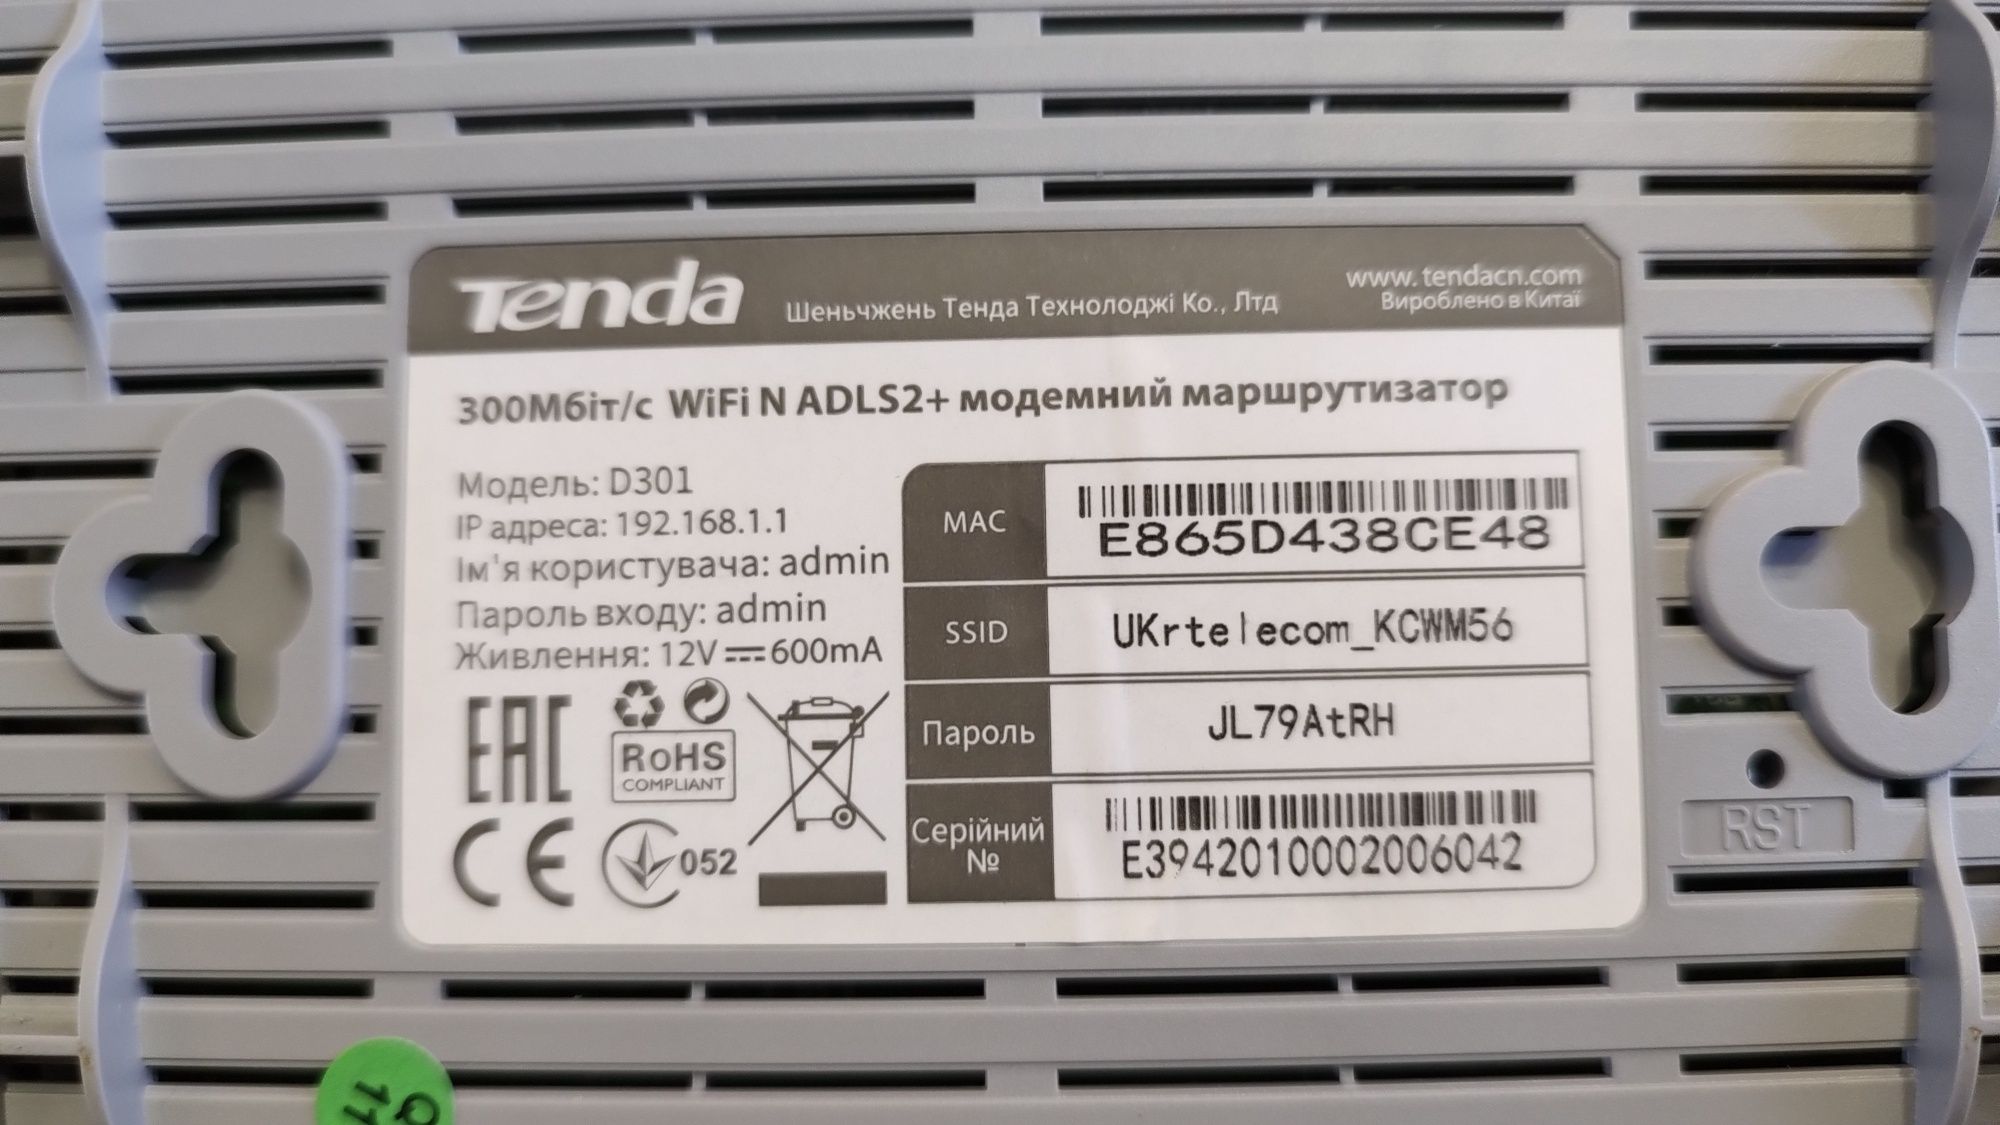 Tenda
Шеньчжень Тенда Технолоджі Ко., Лтд
www.tendacn.com
Вироблено в Китаї
300Мбіт/с WiFi N ADLS2+ модемний маршрутизатор
Модель: D301
IP адреса: 192.168.1.1
Ім'я користувача: admin
Пароль входу: admin
Живлення: 12V⎓600mA
MAC
E865D438CE48
SSID
UKrtelecom_KCWM56
Пароль
JL79AtRH
Серійний №
E3942010002006042
EAC
RoHS
COMPLIANT
CE
052
RST
Q
11